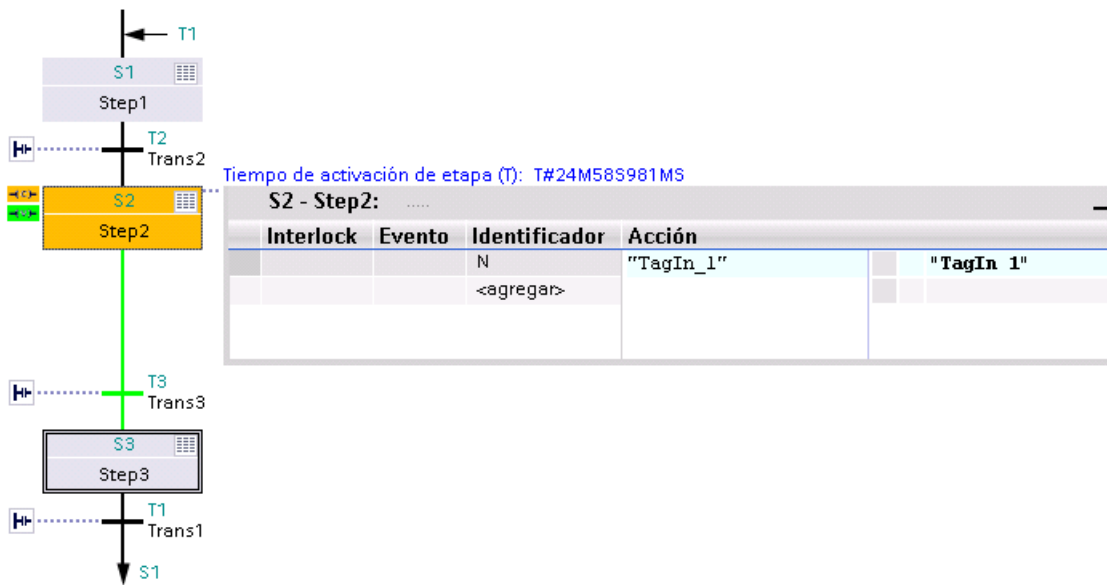 T1
S1
Step1
T2
Trans2
Tiempo de activación de etapa (T): T#24M58S981MS
S2
Step2
S2 - Step2: .....
Interlock Evento Identificador Acción
N "TagIn_1" "TagIn 1"
<agregar>
T3
Trans3
S3
Step3
T1
Trans1
S1